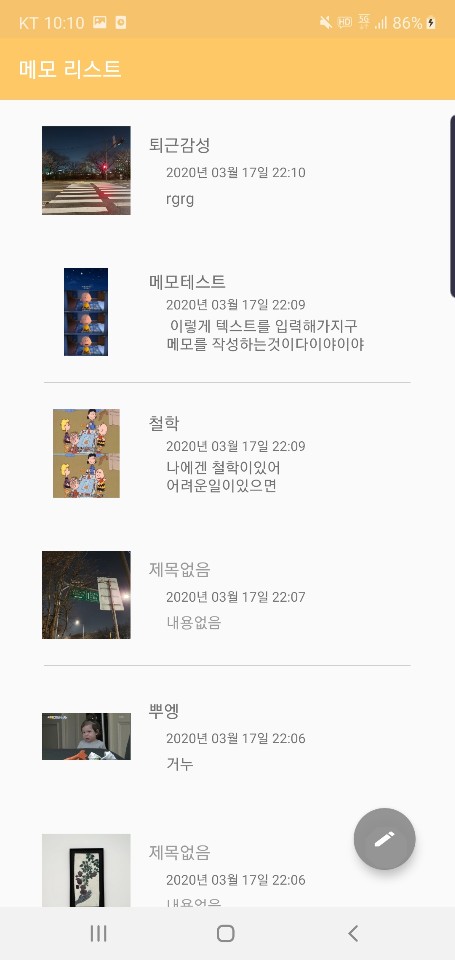 KT 10:10
HD 5G 86%
메모 리스트
퇴근감성
2020년 03월 17일 22:10
rgrg
메모테스트
2020년 03월 17일 22:09
이렇게 텍스트를 입력해가지구
메모를 작성하는것이다이야이야
철학
2020년 03월 17일 22:09
나에겐 철학이있어
어려운일이있으면
제목없음
2020년 03월 17일 22:07
내용없음
뿌엥
2020년 03월 17일 22:06
거누
제목없음
2020년 03월 17일 22:06
내용없음